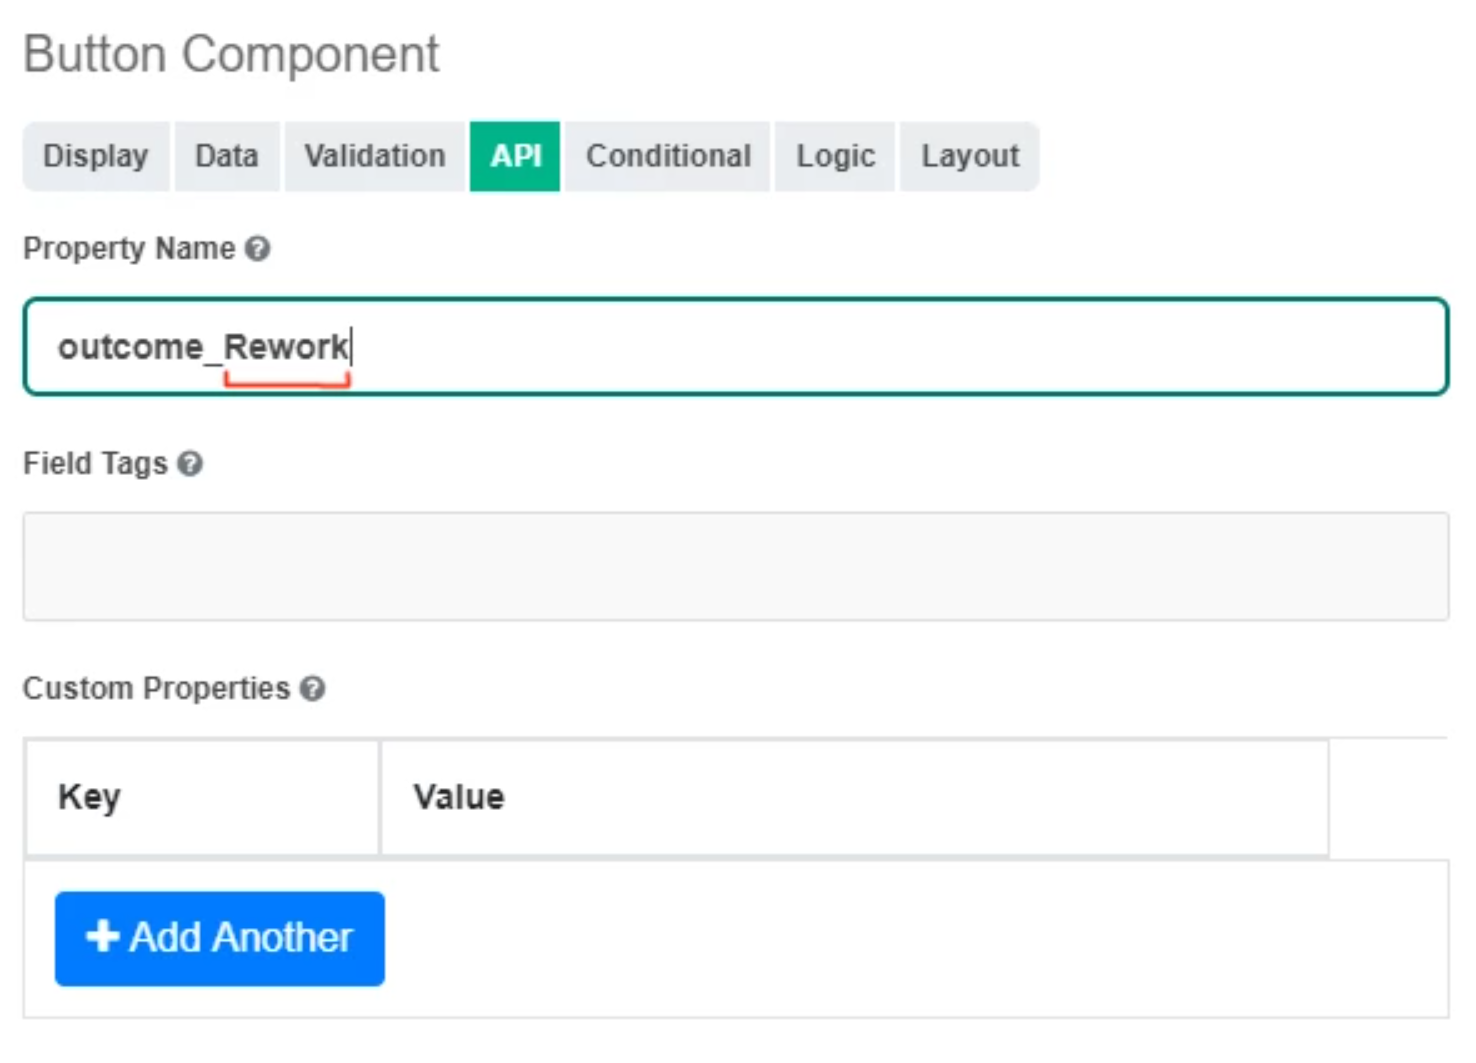 Button Component
Display Data Validation API Conditional Logic Layout
Property Name
outcome_Rework
Field Tags
Custom Properties
Key Value
Add Another